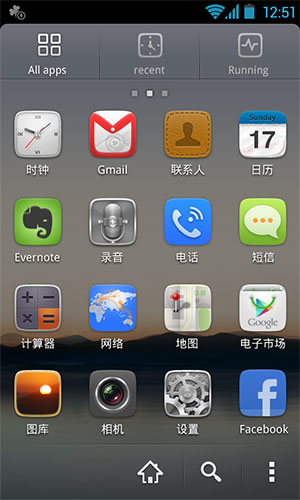 12:51
All apps
recent
Running
Sunday
17
时钟
Gmail
联系人
日历
Evernote
录音
电话
短信
Google
计算器
网络
地图
电子市场
图库
相机
设置
Facebook